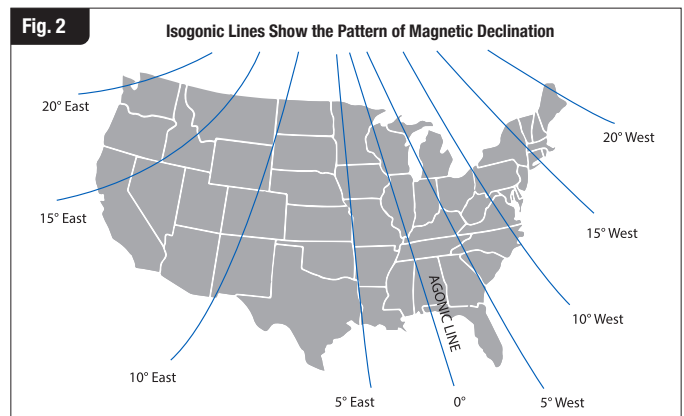 Fig. 2
Isogonic Lines Show the Pattern of Magnetic Declination
20° East
20° West
15° East
15° West
AGONIC LINE
10° West
10° East
5° East
0°
5° West